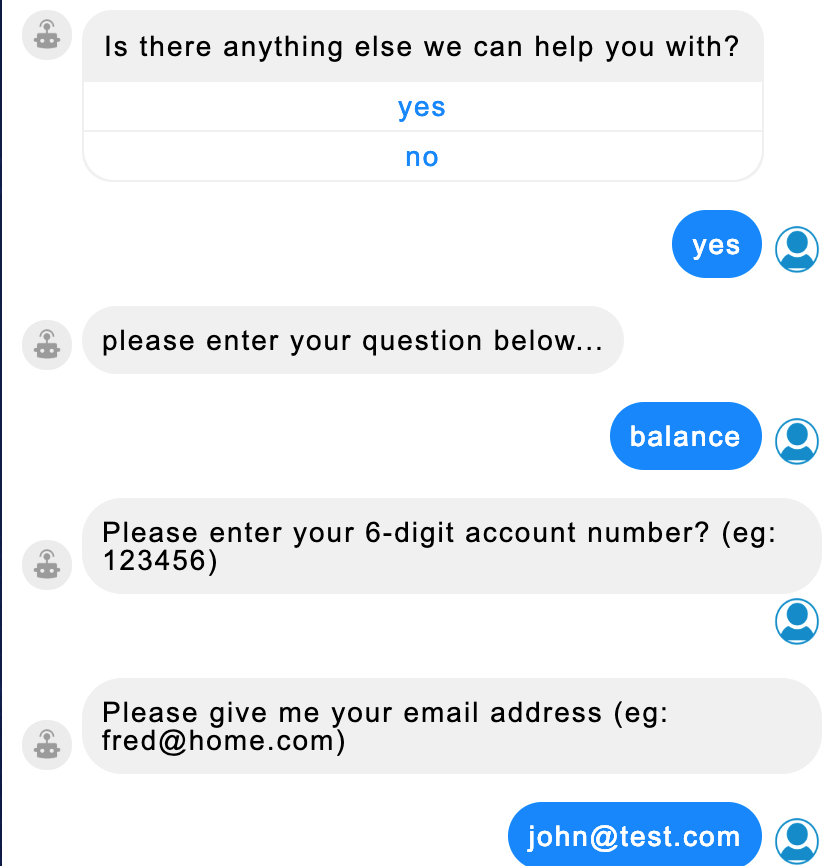 Is there anything else we can help you with?
yes
no
yes
please enter your question below...
balance
Please enter your 6-digit account number? (eg:
123456)
Please give me your email address (eg:
fred@home.com)
john@test.com